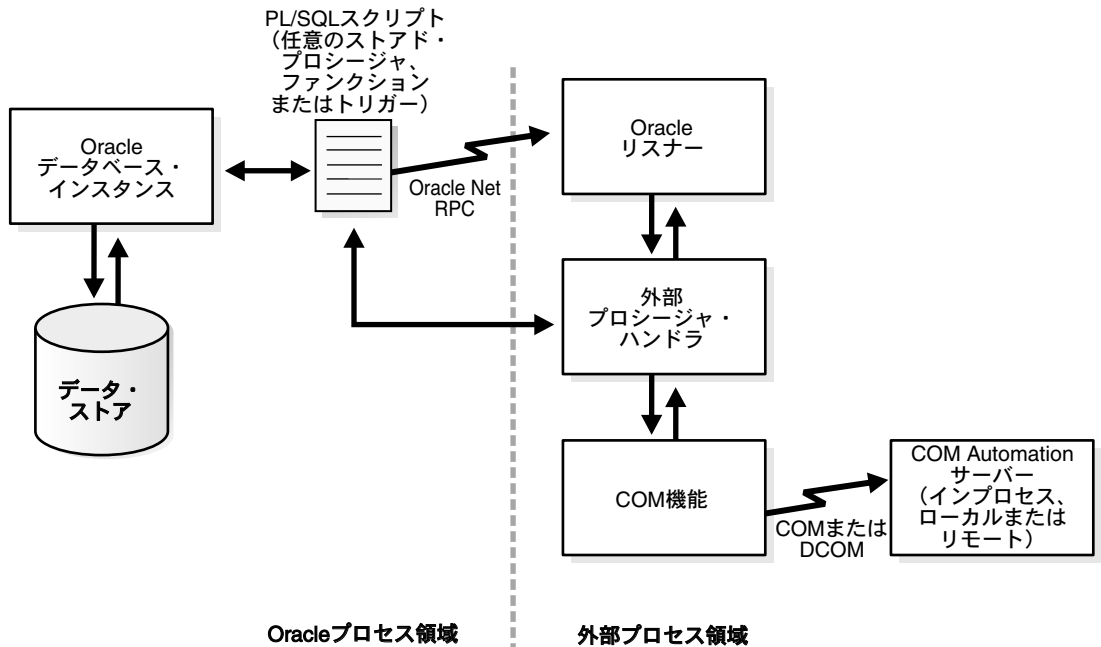 PL/SQLスクリプト
（任意のストアド・
プロシージャ、
ファンクション
またはトリガー）
Oracle
データベース・
インスタンス
Oracle Net
RPC
Oracle
リスナー
外部
プロシージャ・
ハンドラ
データ・
ストア
COM機能
COMまたは
DCOM
COM Automation
サーバー
（インプロセス、
ローカルまたは
リモート）
Oracleプロセス領域
外部プロセス領域